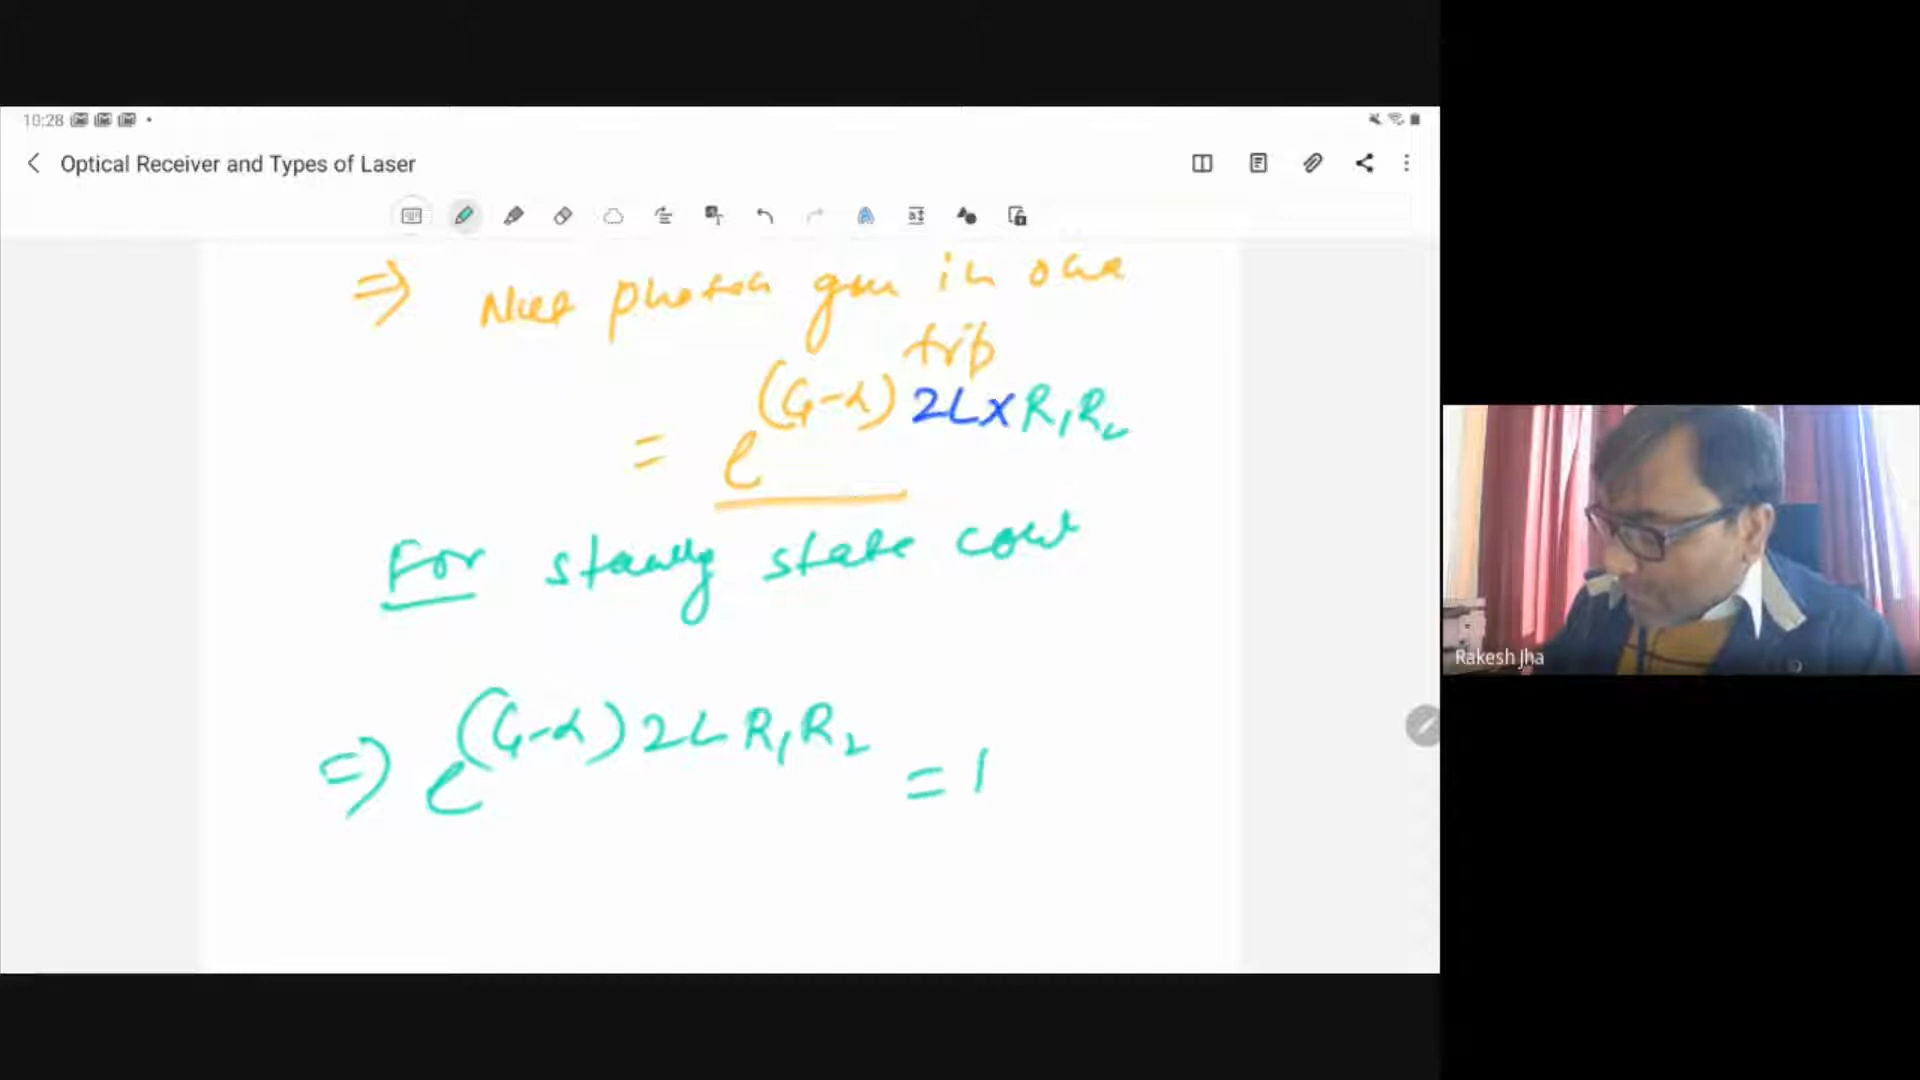 10:28
Optical Receiver and Types of Laser
⇒ Net photon gen in one
trip
= e^(G-α) 2L x R₁R₂
For steady state cond
⇒ e^(G-α) 2L R₁R₂ = 1
Rakesh Jha